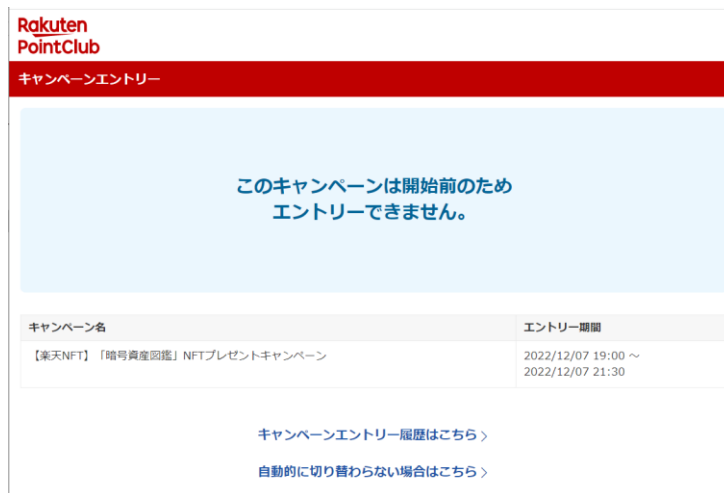 Rakuten
PointClub
キャンペーンエントリー
このキャンペーンは開始前のため
エントリーできません。
キャンペーン名
エントリー期間
【楽天NFT】「暗号資産図鑑」NFTプレゼントキャンペーン
2022/12/07 19:00 ～
2022/12/07 21:30
キャンペーンエントリー履歴はこちら
自動的に切り替わらない場合はこちら